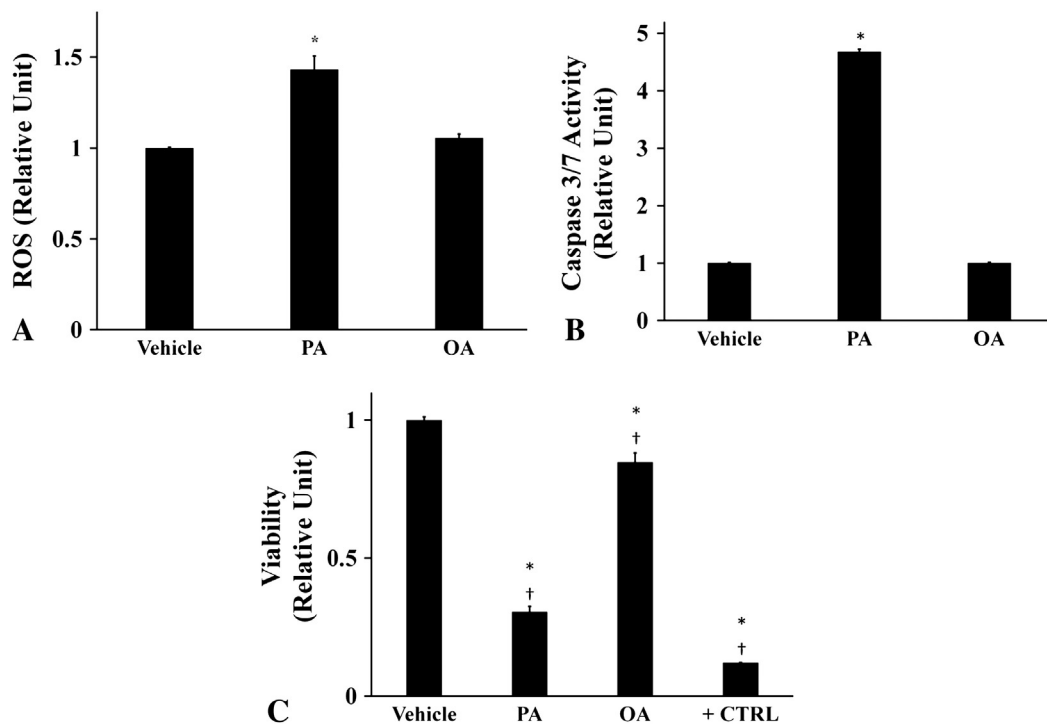 ROS (Relative Unit)
1.5
1
0.5
0
*
Vehicle PA OA
A
Caspase 3/7 Activity
(Relative Unit)
5
4
3
2
1
0
*
Vehicle PA OA
B
Viability
(Relative Unit)
1
0.5
0
*
†
*
†
*
†
Vehicle PA OA + CTRL
C